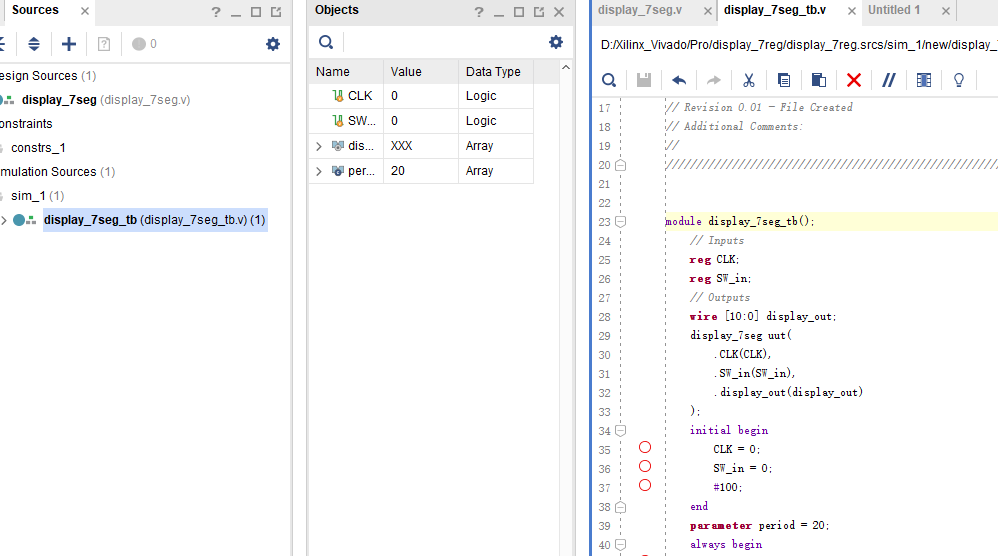 Sources
esign Sources (1)
display_7seg (display_7seg.v)
onstraints
constrs_1
mulation Sources (1)
sim_1 (1)
display_7seg_tb (display_7seg_tb.v) (1)
0
Objects
Name Value Data Type
CLK 0 Logic
SW... 0 Logic
dis... XXX Array
per... 20 Array
display_7seg.v
display_7seg_tb.v
Untitled 1
D:/Xilinx_Vivado/Pro/display_7reg/display_7reg.srcs/sim_1/new/display_7
17 // Revision 0.01 - File Created
18 // Additional Comments:
19 //
20 //////////////////////////////////////////////////////
21
22
23 module display_7seg_tb();
24 // Inputs
25 reg CLK;
26 reg SW_in;
27 // Outputs
28 wire [10:0] display_out;
29 display_7seg uut(
30 .CLK(CLK),
31 .SW_in(SW_in),
32 .display_out(display_out)
33 );
34 initial begin
35 CLK = 0;
36 SW_in = 0;
37 #100;
38 end
39 parameter period = 20;
40 always begin